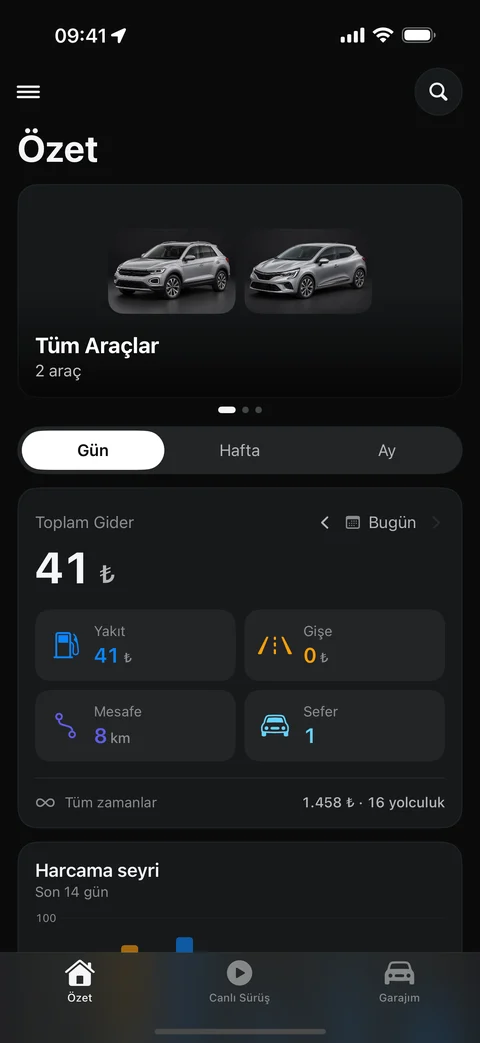 09:41
Özet
Tüm Araçlar
2 araç
Gün Hafta Ay
Toplam Gider Bugün
41 ₺
Yakıt
41 ₺
Gişe
0 ₺
Mesafe
8 km
Sefer
1
Tüm zamanlar 1.458 ₺ · 16 yolculuk
Harcama seyri
Son 14 gün
100
Özet Canlı Sürüş Garajım